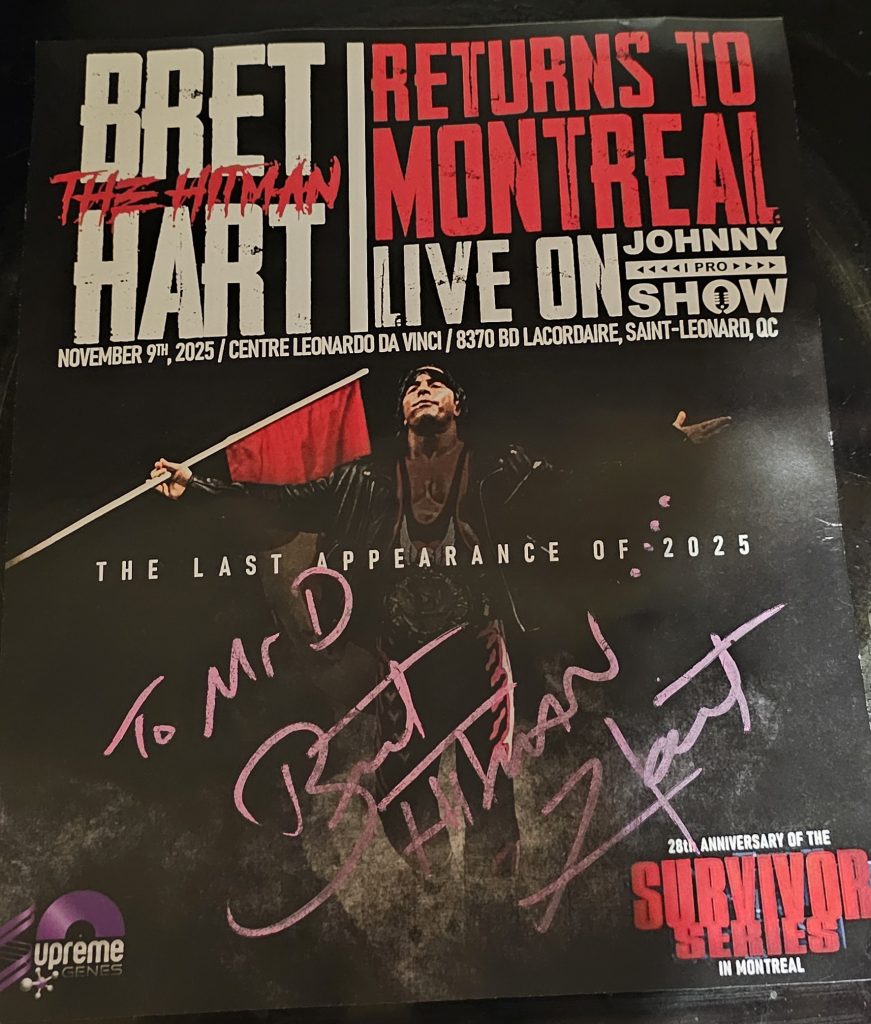 BRET
THE HITMAN
HART
RETURNS TO
MONTREAL
LIVE ON
JOHNNY
I PRO
SHOW
NOVEMBER 9TH, 2025 / CENTRE LEONARDO DA VINCI / 8370 BD LACORDAIRE, SAINT-LEONARD, QC
THE LAST APPEARANCE OF 2025
To Mr D
Bret
HITMAN
Hart
28th ANNIVERSARY OF THE
SURVIVOR
SERIES
IN MONTREAL
Supreme
GENES